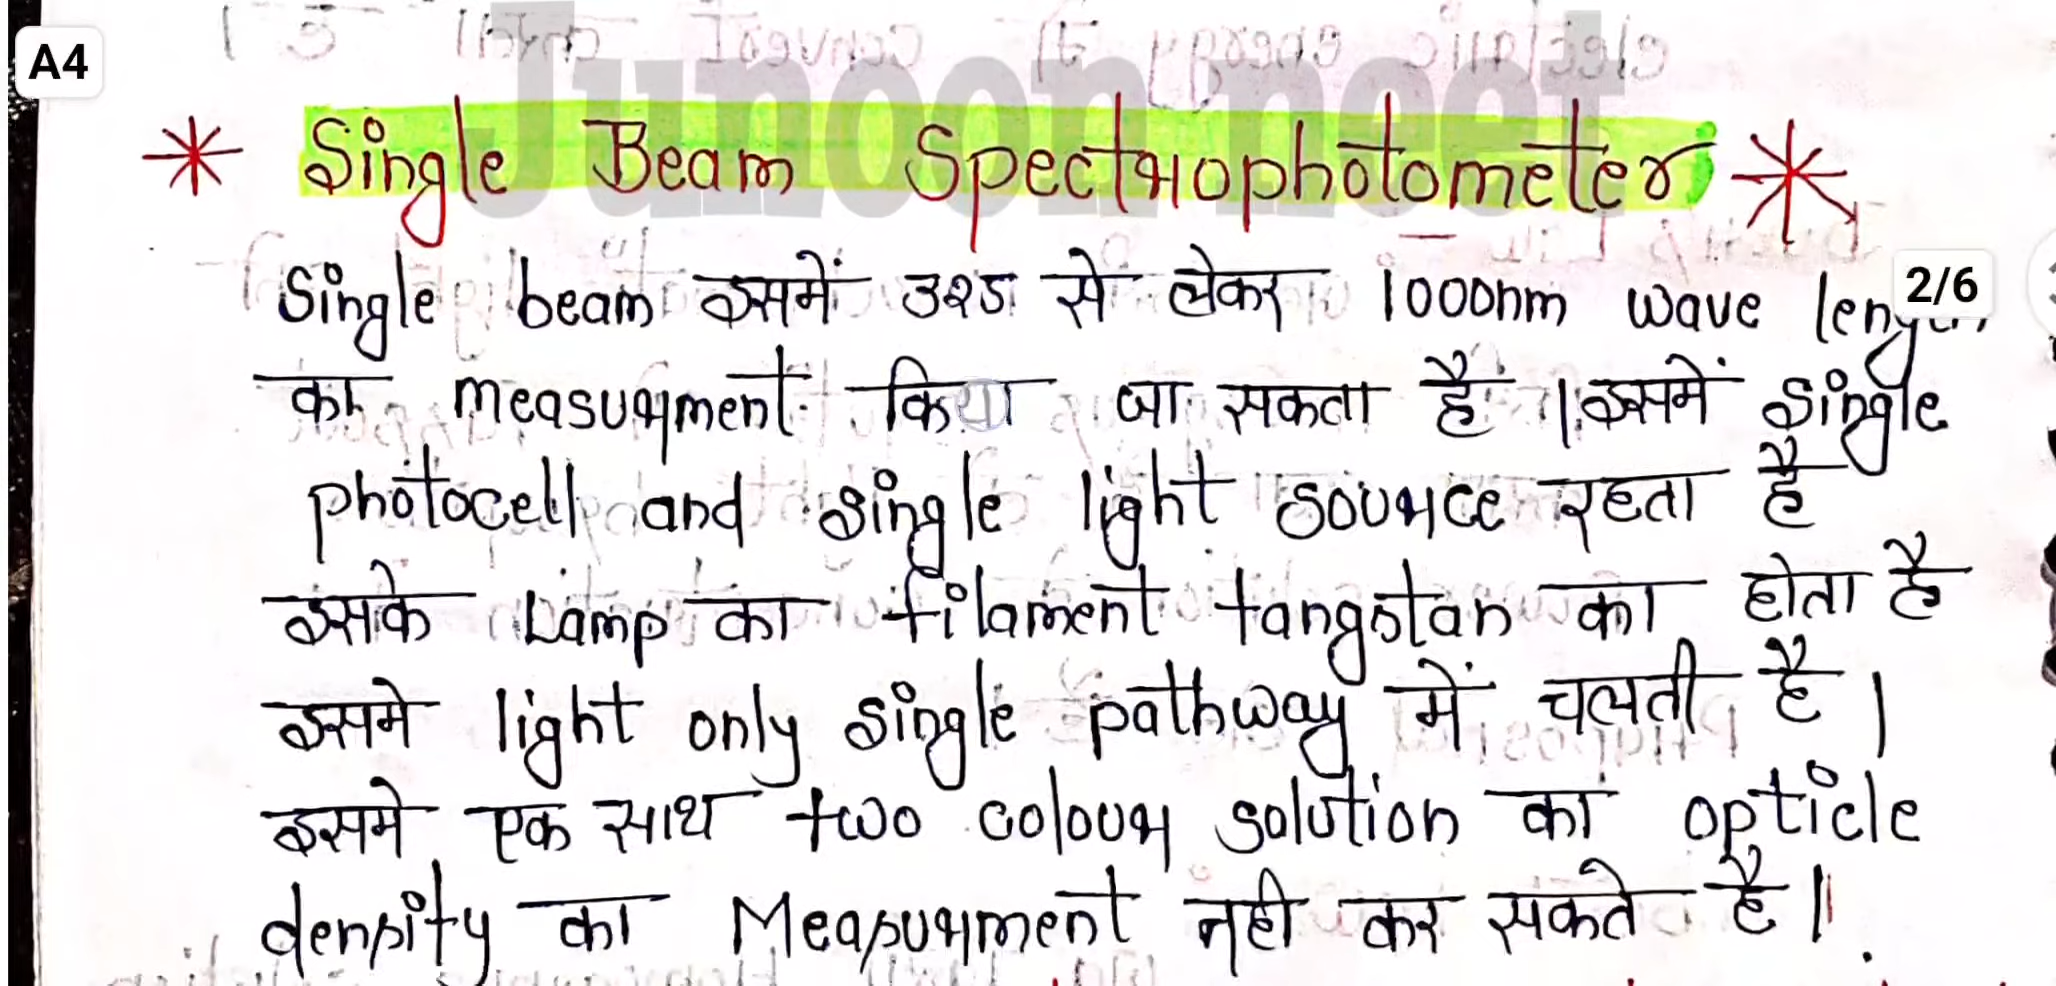 A4
Junoon neet
* Single Beam Spectrophotometer *
Single beam इसमें 325 से लेकर 1000nm wave length
2/6
का measurment किया जा सकता है । इसमें single
photocell and single light source रहता है
इसके Lamp का filament tangstan का होता है
इसमे light only single pathway में चलती है ।
इसमे एक साथ two colour solution का opticle
density का Measurment नही कर सकते है ।